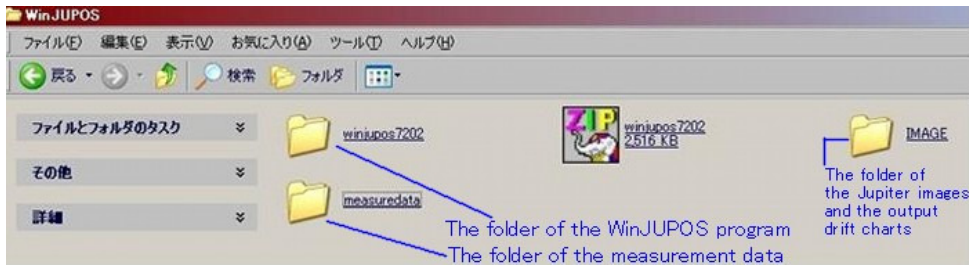 WinJUPOS
ファイル(F) 編集(E) 表示(V) お気に入り(A) ツール(T) ヘルプ(H)
戻る 検索 フォルダ
ファイルとフォルダのタスク
その他
詳細
winjupos7202
winjupos7202
2,516 KB
IMAGE
measuredata
The folder of
the Jupiter images
and the output
drift charts
The folder of the WinJUPOS program
The folder of the measurement data